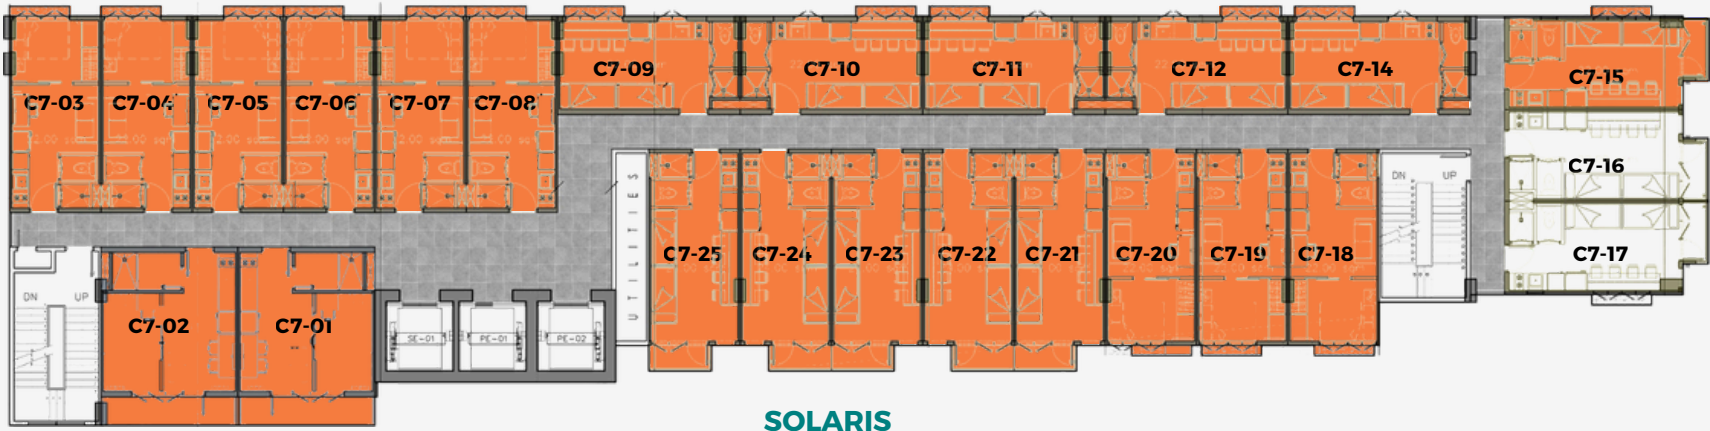 C7-09
C7-10
C7-11
C7-12
C7-14
C7-15
C7-03
C7-04
C7-05
C7-06
C7-07
C7-08
C7-16
DN
UP
UTILITIES
C7-25
C7-24
C7-23
C7-22
C7-21
C7-20
C7-19
C7-18
C7-17
DN
UP
C7-02
C7-01
SE-01
PE-01
PE-02
SOLARIS